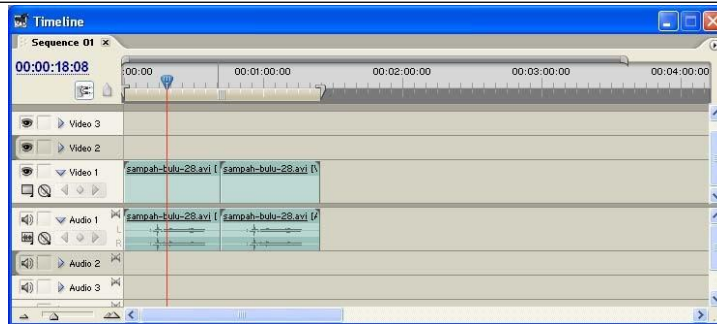 Timeline
Sequence 01
00:00:18:08
:00:00 00:01:00:00 00:02:00:00 00:03:00:00 00:04:00:00
Video 3
Video 2
Video 1 sampah-bulu-28.avi [ sampah-bulu-28.avi [V
Audio 1 sampah-bulu-28.avi [ sampah-bulu-28.avi [A
L
R
Audio 2
Audio 3